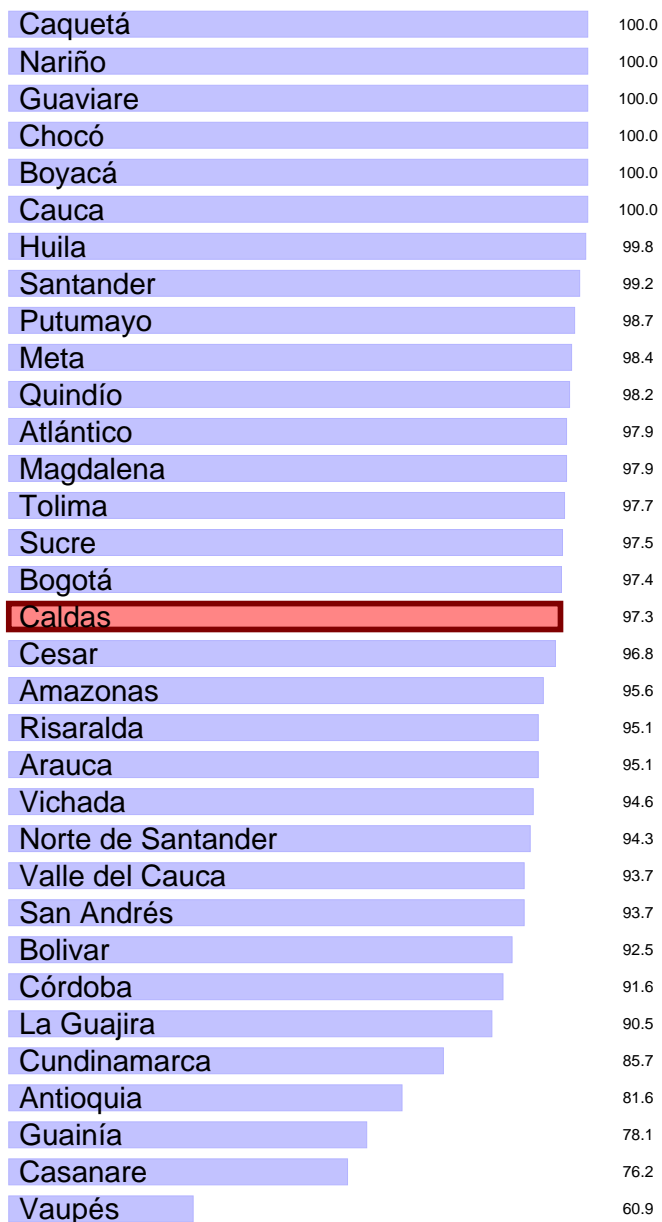 Caquetá 100.0
Nariño 100.0
Guaviare 100.0
Chocó 100.0
Boyacá 100.0
Cauca 100.0
Huila 99.8
Santander 99.2
Putumayo 98.7
Meta 98.4
Quindío 98.2
Atlántico 97.9
Magdalena 97.9
Tolima 97.7
Sucre 97.5
Bogotá 97.4
Caldas 97.3
Cesar 96.8
Amazonas 95.6
Risaralda 95.1
Arauca 95.1
Vichada 94.6
Norte de Santander 94.3
Valle del Cauca 93.7
San Andrés 93.7
Bolivar 92.5
Córdoba 91.6
La Guajira 90.5
Cundinamarca 85.7
Antioquia 81.6
Guainía 78.1
Casanare 76.2
Vaupés 60.9